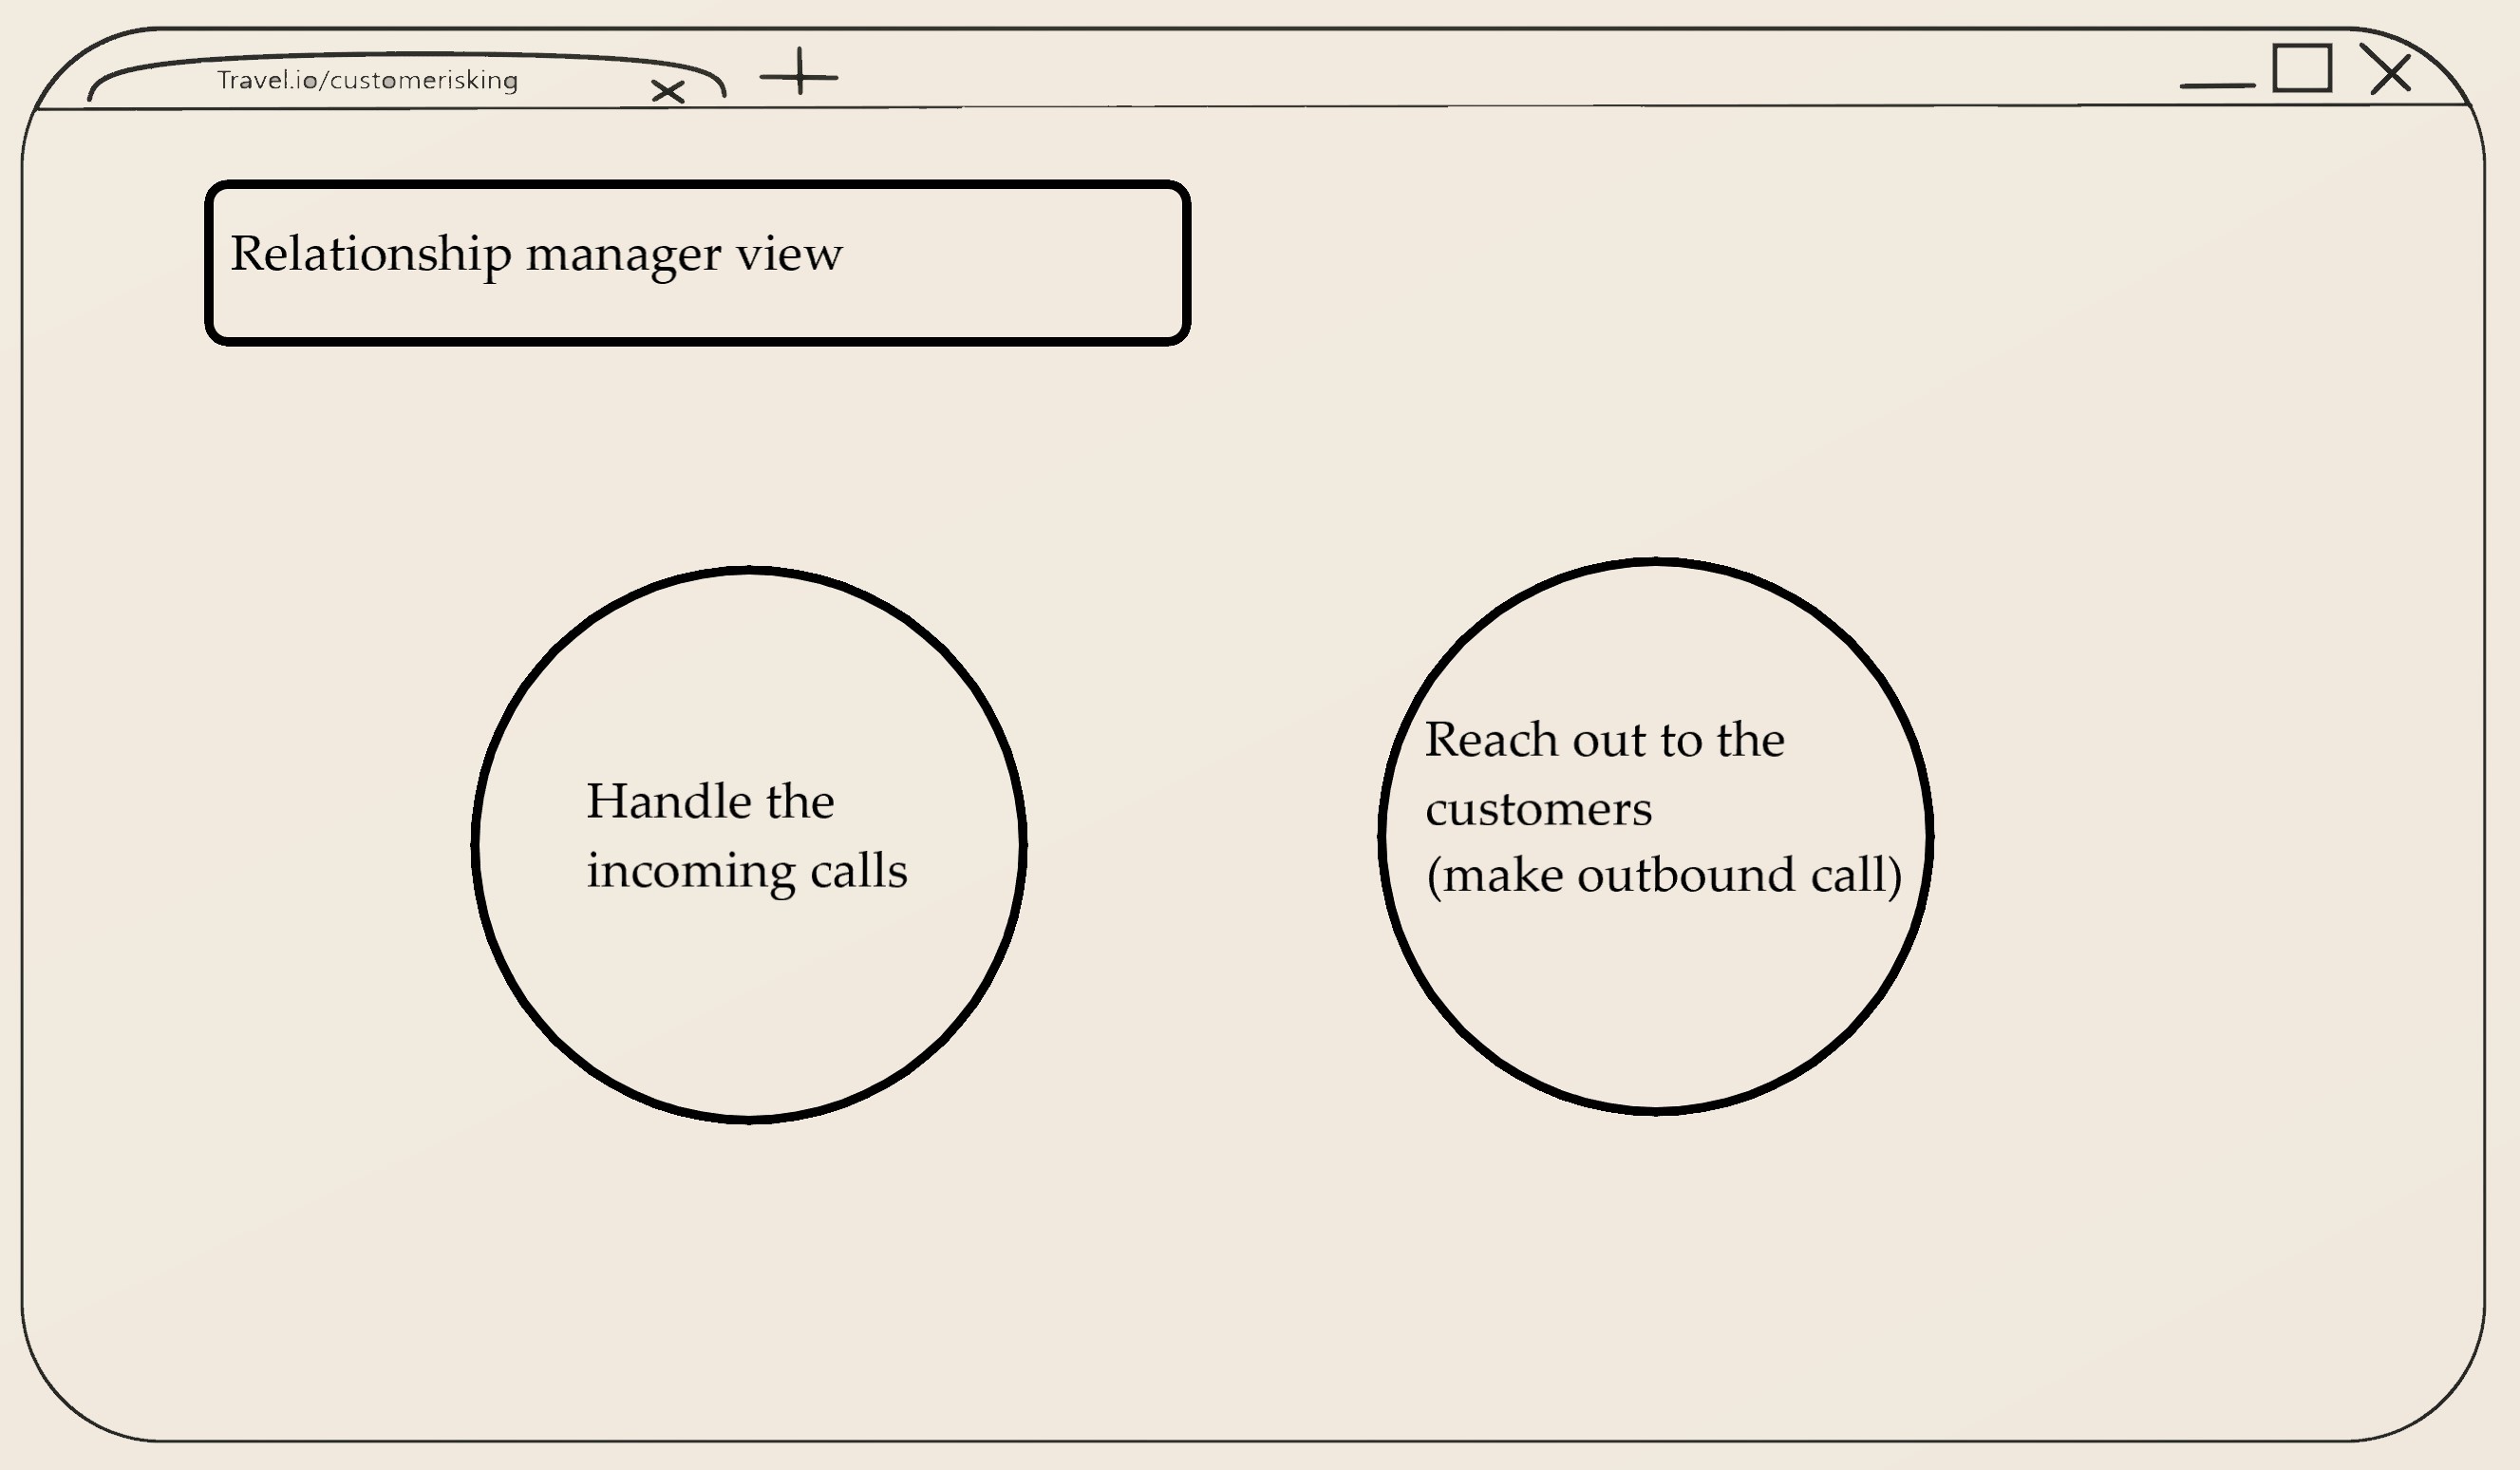 Travel.io/customerisking
Relationship manager view
Handle the
incoming calls
Reach out to the
customers
(make outbound call)